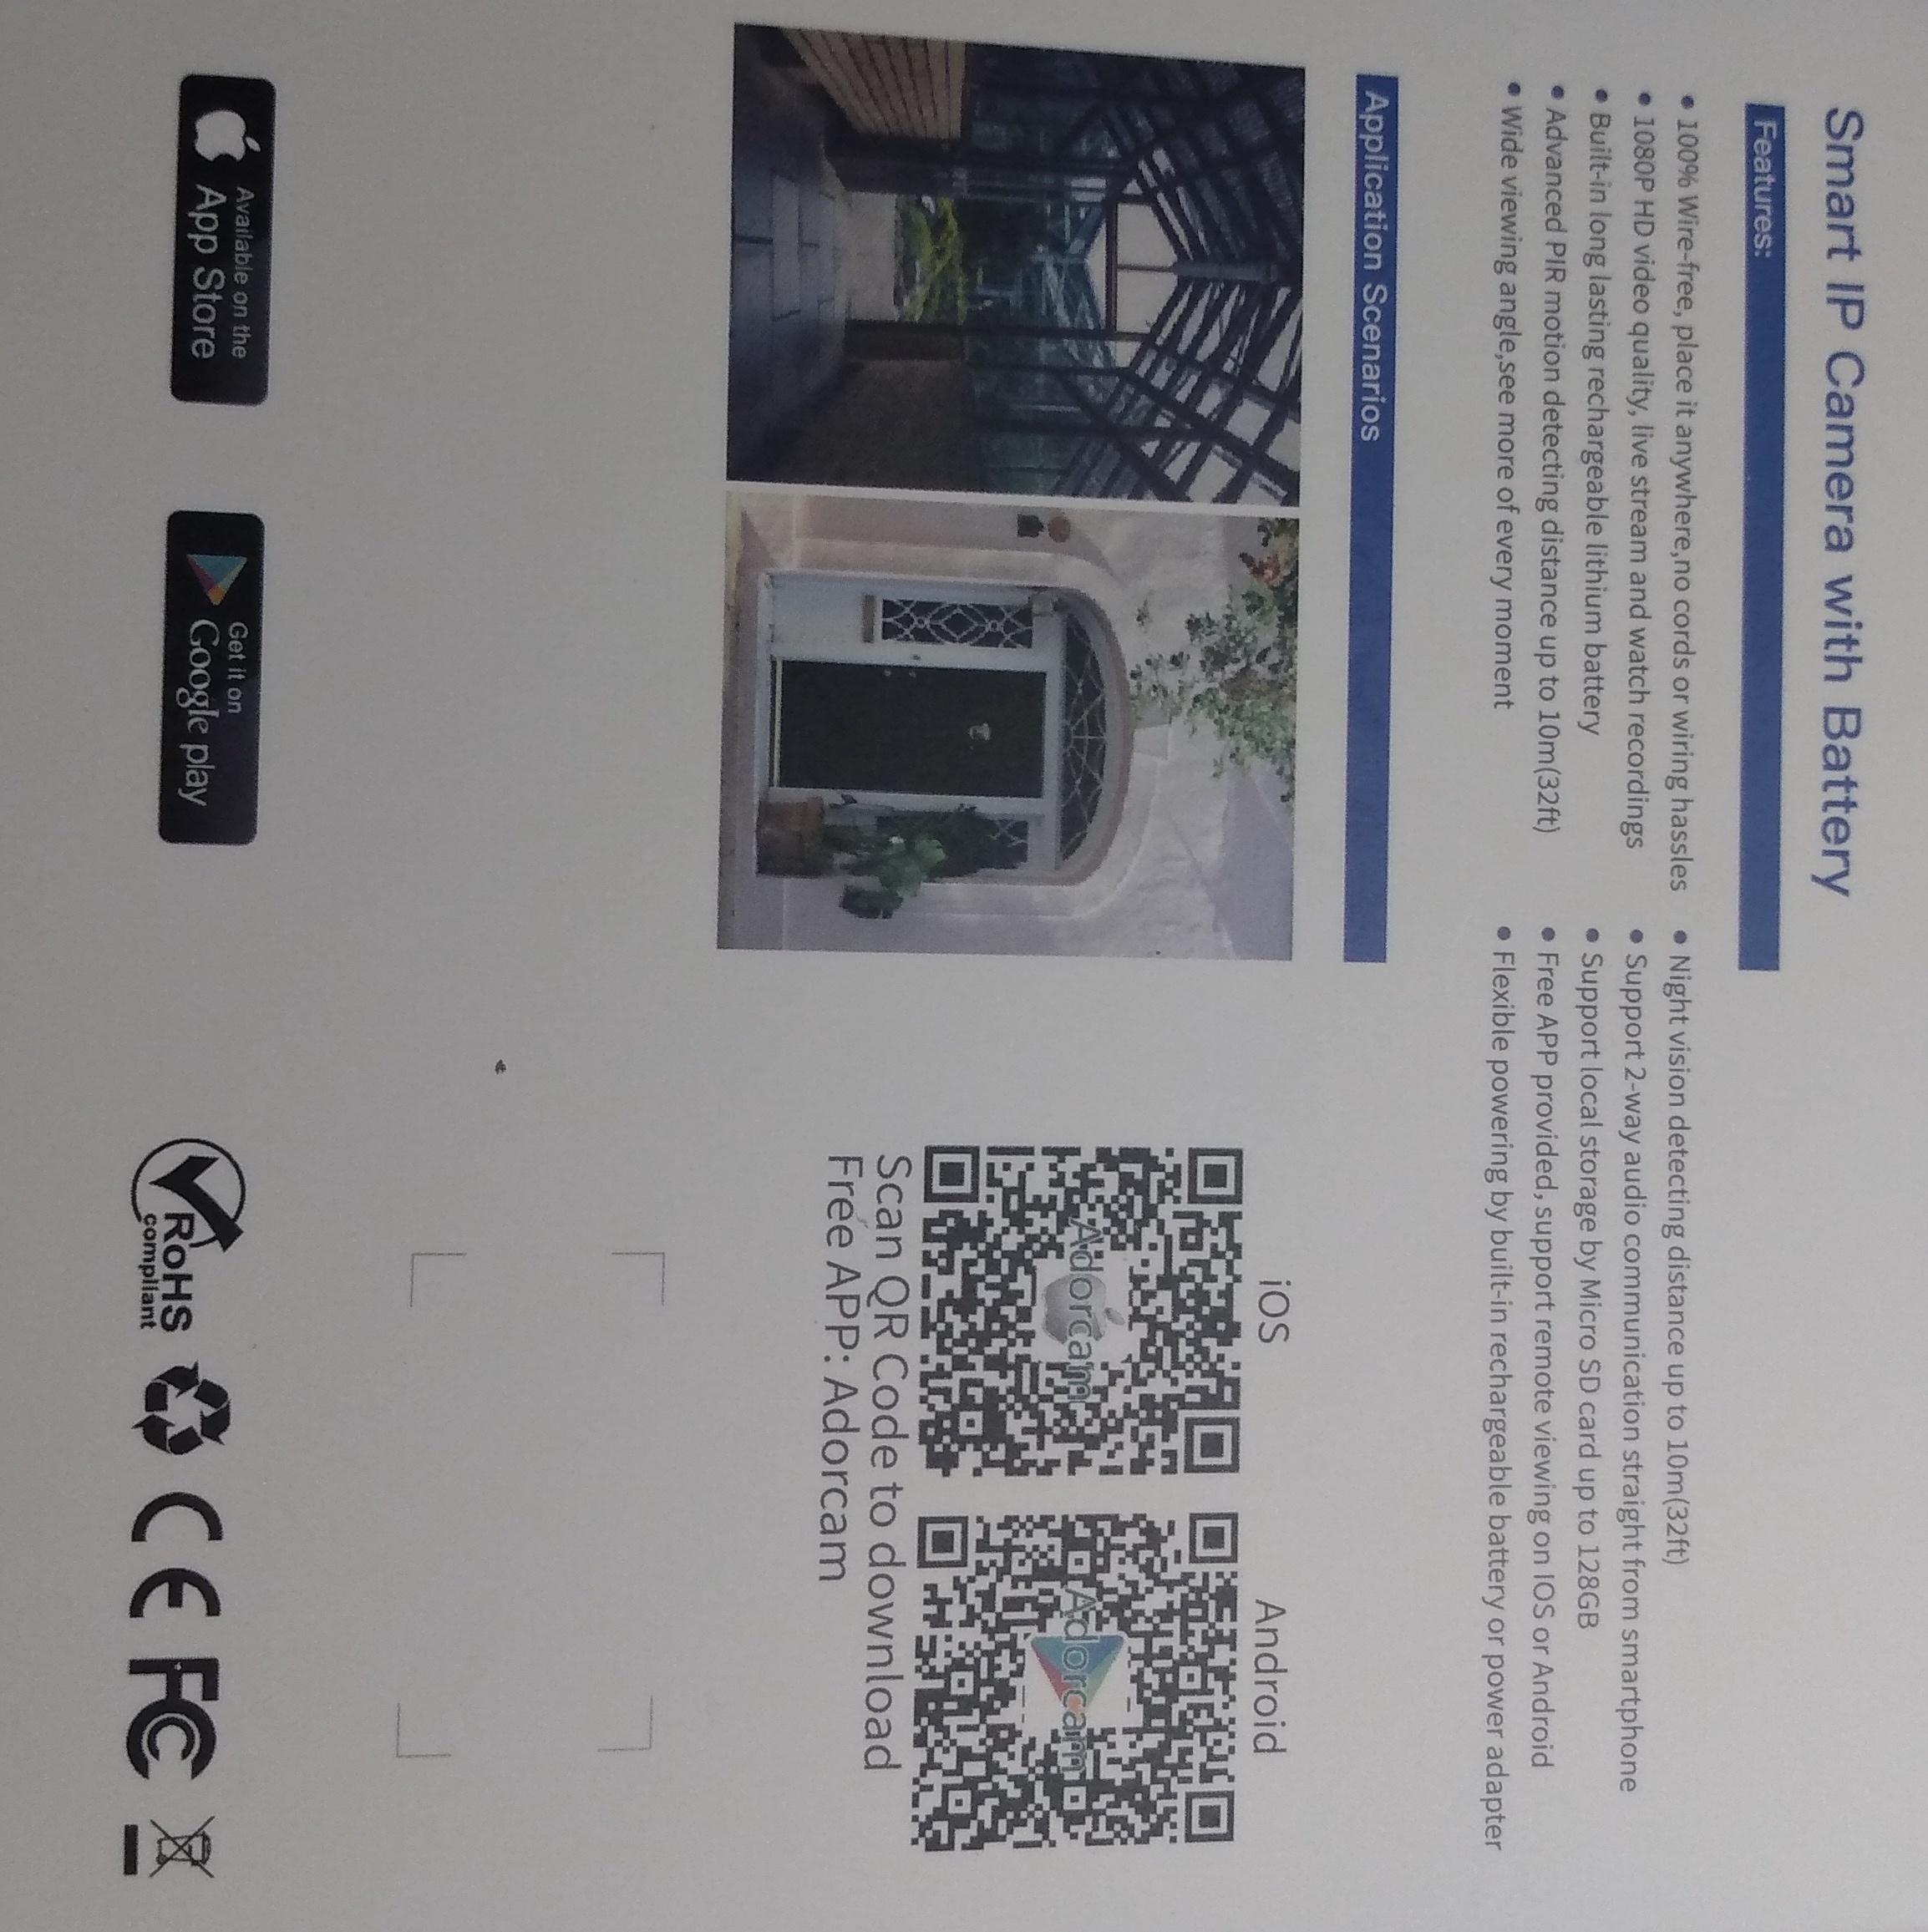 Smart IP Camera with Battery
Features:
• 100% Wire-free, place it anywhere,no cords or wiring hassles
• 1080P HD video quality, live stream and watch recordings
• Built-in long lasting rechargeable lithium battery
• Advanced PIR motion detecting distance up to 10m(32ft)
• Wide viewing angle,see more of every moment
• Night vision detecting distance up to 10m(32ft)
• Support 2-way audio communication straight from smartphone
• Support local storage by Micro SD card up to 128GB
• Free APP provided, support remote viewing on IOS or Android
• Flexible powering by built-in rechargeable battery or power adapter
Application Scenarios
iOS
Android
Adorcam
Adorcam
Scan QR Code to download
Free APP: Adorcam
Available on the
App Store
Get it on
Google play
RoHS
compliant
CE
FC